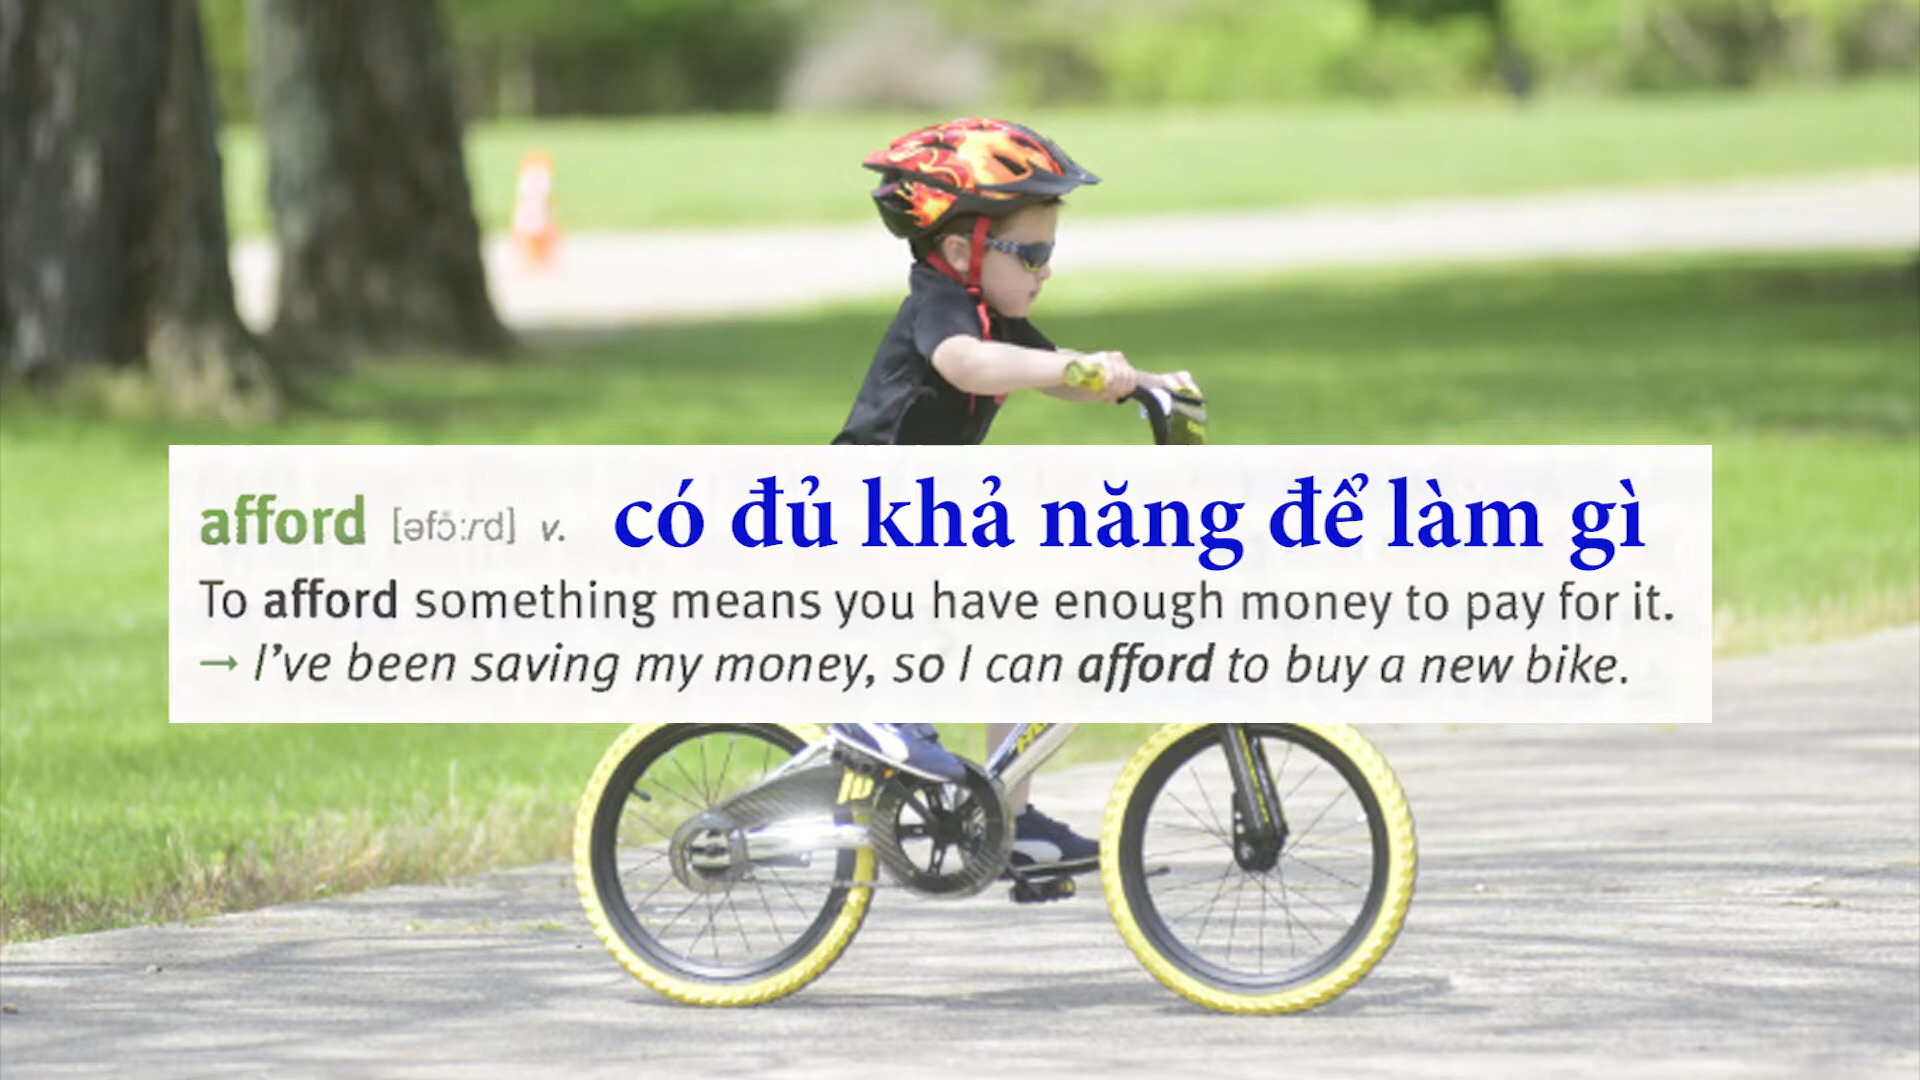 afford [əfɔ́ːrd] v. có đủ khả năng để làm gì
To afford something means you have enough money to pay for it.
→ I've been saving my money, so I can afford to buy a new bike.